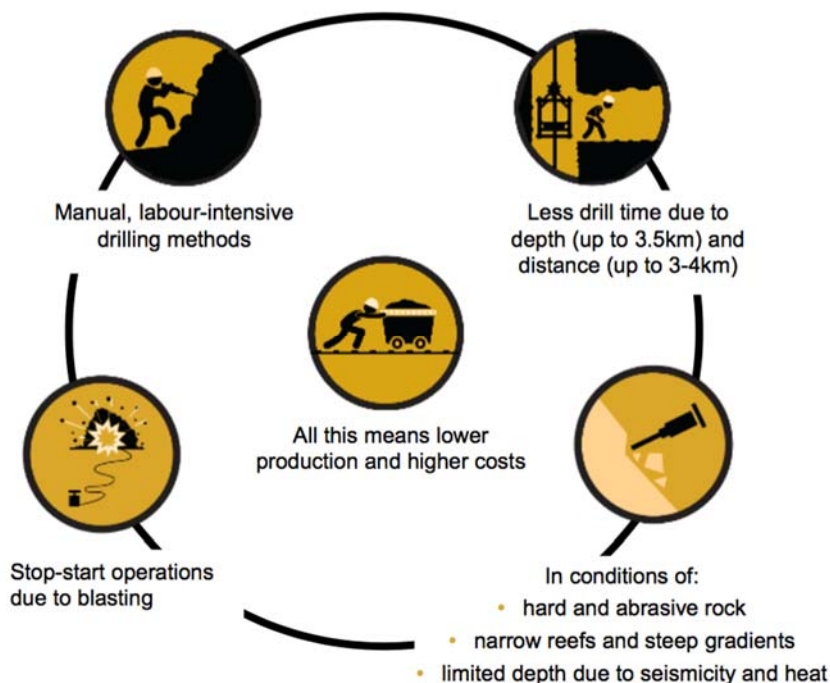 Manual, labour-intensive
drilling methods
Less drill time due to
depth (up to 3.5km) and
distance (up to 3-4km)
All this means lower
production and higher costs
Stop-start operations
due to blasting
In conditions of:
• hard and abrasive rock
• narrow reefs and steep gradients
• limited depth due to seismicity and heat